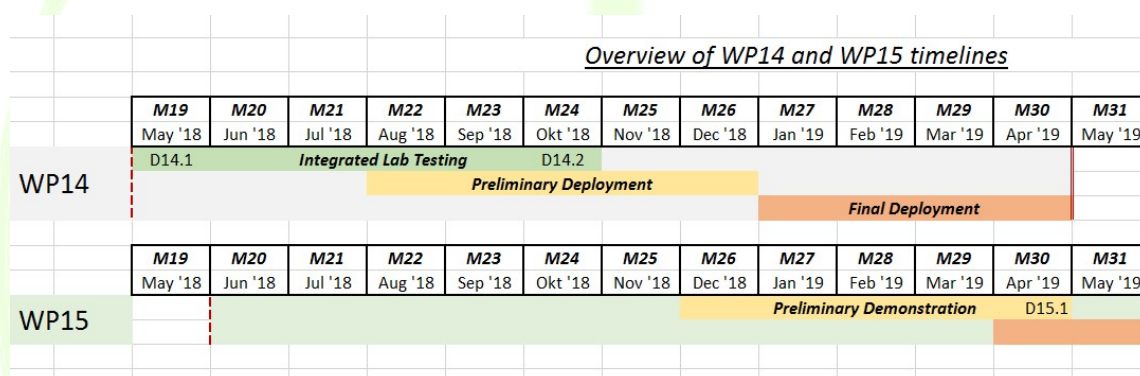 Overview of WP14 and WP15 timelines
M19 M20 M21 M22 M23 M24 M25 M26 M27 M28 M29 M30 M31
May '18 Jun '18 Jul '18 Aug '18 Sep '18 Okt '18 Nov '18 Dec '18 Jan '19 Feb '19 Mar '19 Apr '19 May '19
D14.1 Integrated Lab Testing D14.2
WP14 Preliminary Deployment
Final Deployment
M19 M20 M21 M22 M23 M24 M25 M26 M27 M28 M29 M30 M31
May '18 Jun '18 Jul '18 Aug '18 Sep '18 Okt '18 Nov '18 Dec '18 Jan '19 Feb '19 Mar '19 Apr '19 May '19
Preliminary Demonstration D15.1
WP15